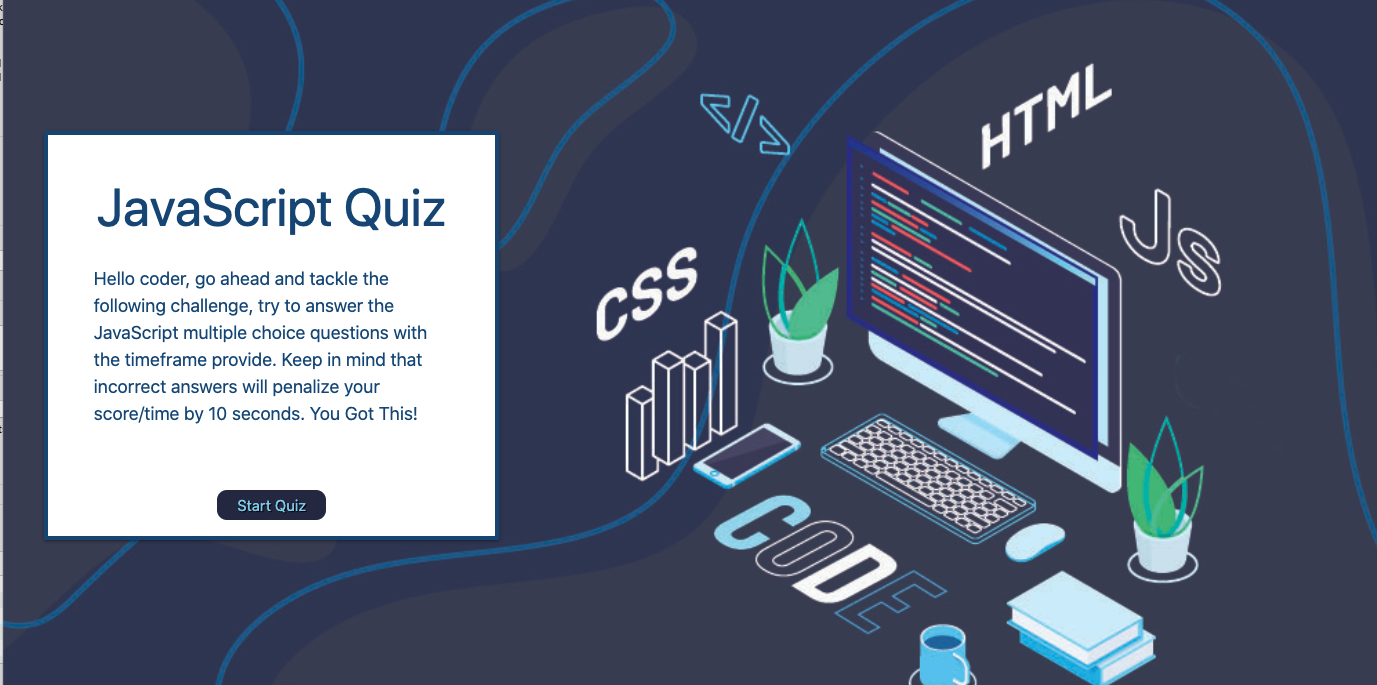 JavaScript Quiz
Hello coder, go ahead and tackle the
following challenge, try to answer the
JavaScript multiple choice questions with
the timeframe provide. Keep in mind that
incorrect answers will penalize your
score/time by 10 seconds. You Got This!
Start Quiz
</>
HTML
JS
CSS
CODE